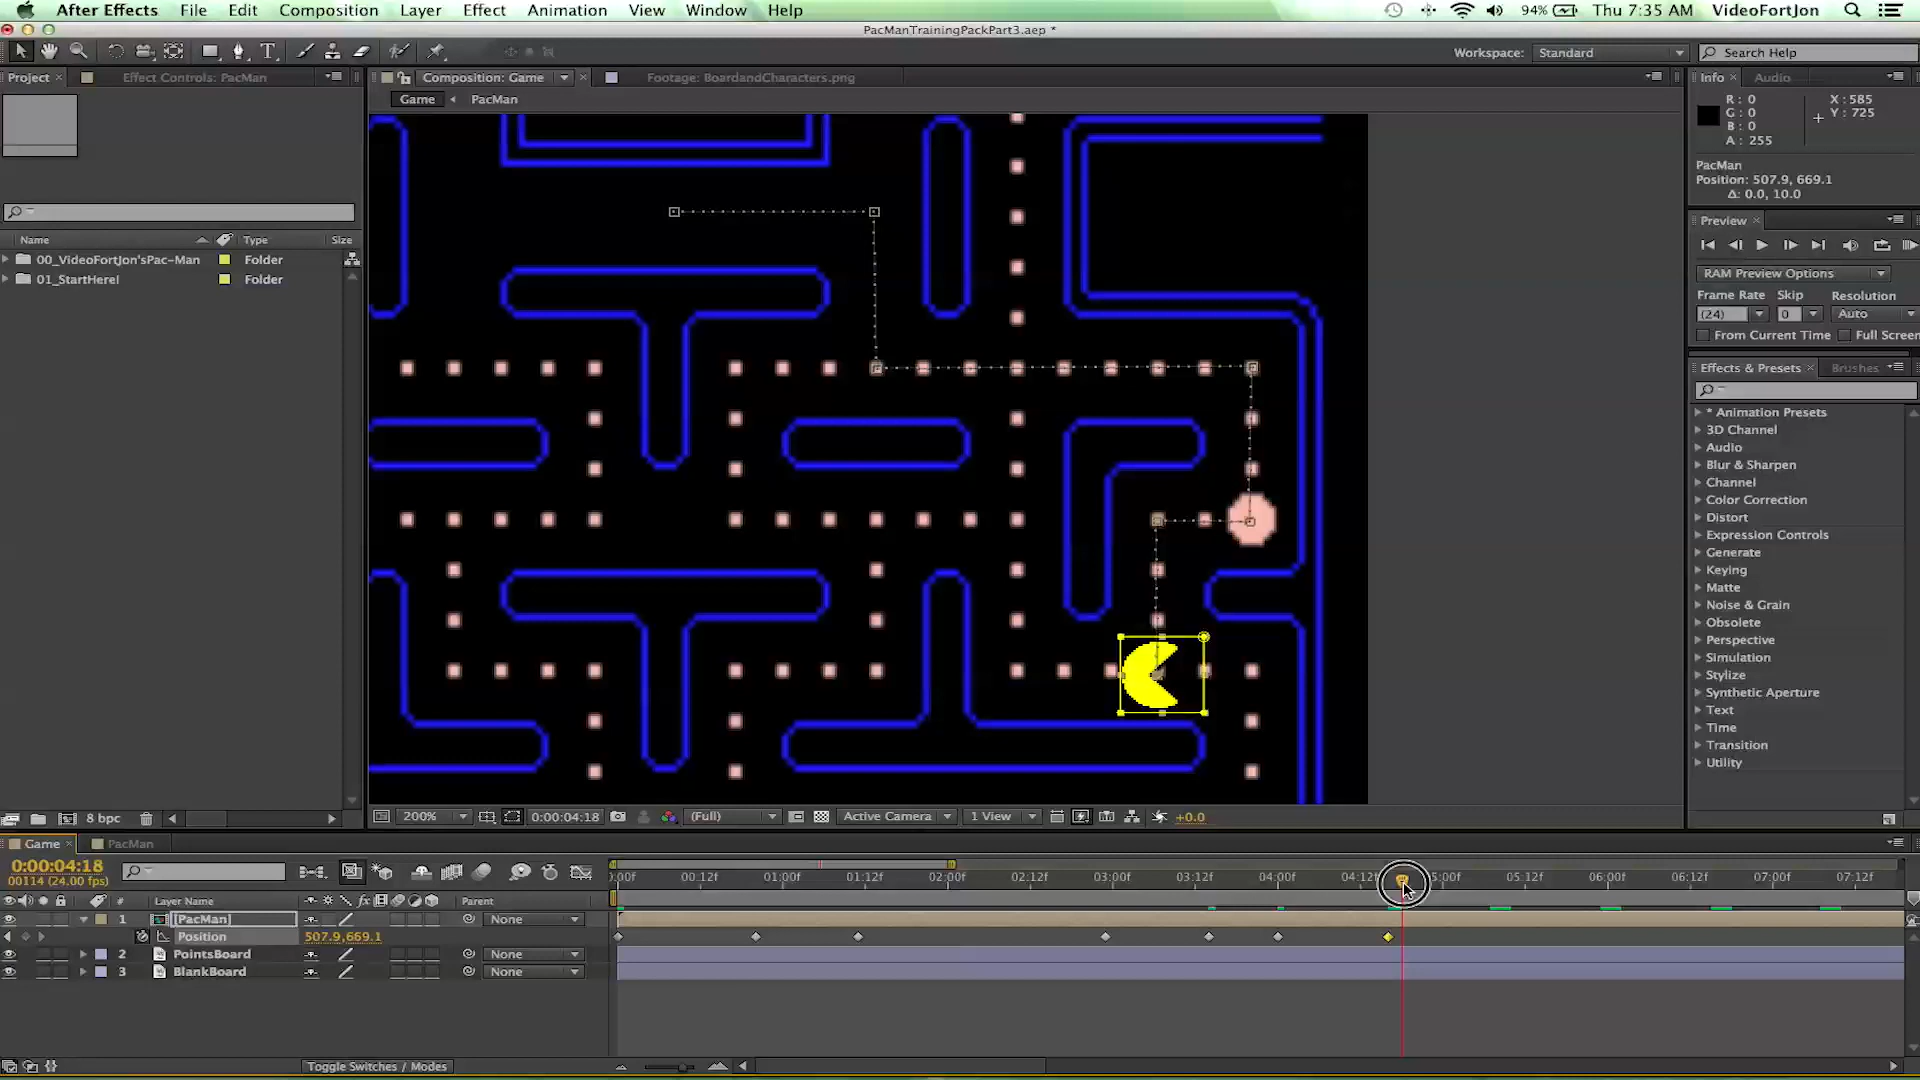 After Effects File Edit Composition Layer Effect Animation View Window Help 94% Thu 7:35 AM VideoFortJon
PacManTrainingPackPart3.aep *
Workspace: Standard Search Help
Project Effect Controls: PacMan Composition: Game Footage: BoardandCharacters.png Info Audio
Game PacMan
R: 0 X: 585
G: 0 Y: 725
B: 0
A: 255
PacMan
Position: 507.9, 669.1
Δ: 0.0, 10.0
Preview
Name Type Size
00_VideoFortJon'sPac-Man Folder
01_StartHere! Folder
RAM Preview Options
Frame Rate Skip Resolution
(24) 0 Auto
From Current Time Full Screen
Effects & Presets Brushes
* Animation Presets
3D Channel
Audio
Blur & Sharpen
Channel
Color Correction
Distort
Expression Controls
Generate
Keying
Matte
Noise & Grain
Obsolete
Perspective
Simulation
Stylize
Synthetic Aperture
Text
Time
Transition
Utility
8 bpc 200% 0:00:04:18 (Full) Active Camera 1 View +0.0
Game PacMan
0:00:04:18
00114 (24.00 fps)
):00f 00:12f 01:00f 01:12f 02:00f 02:12f 03:00f 03:12f 04:00f 04:12f 05:00f 05:12f 06:00f 06:12f 07:00f 07:12f
# Layer Name fx Parent
1 [PacMan] None
Position 507.9,669.1
2 PointsBoard None
3 BlankBoard None
Toggle Switches / Modes